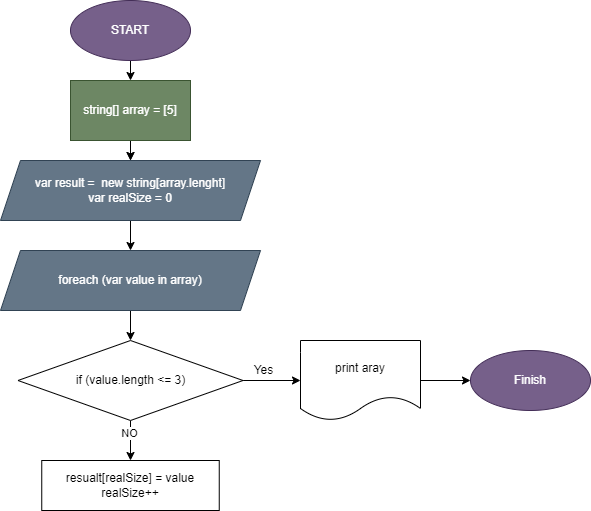 START
string[] array = [5]
var result =  new string[array.lenght]
var realSize = 0
foreach (var value in array)
if (value.length <= 3)
Yes
print aray
Finish
NO
resualt[realSize] = value
realSize++